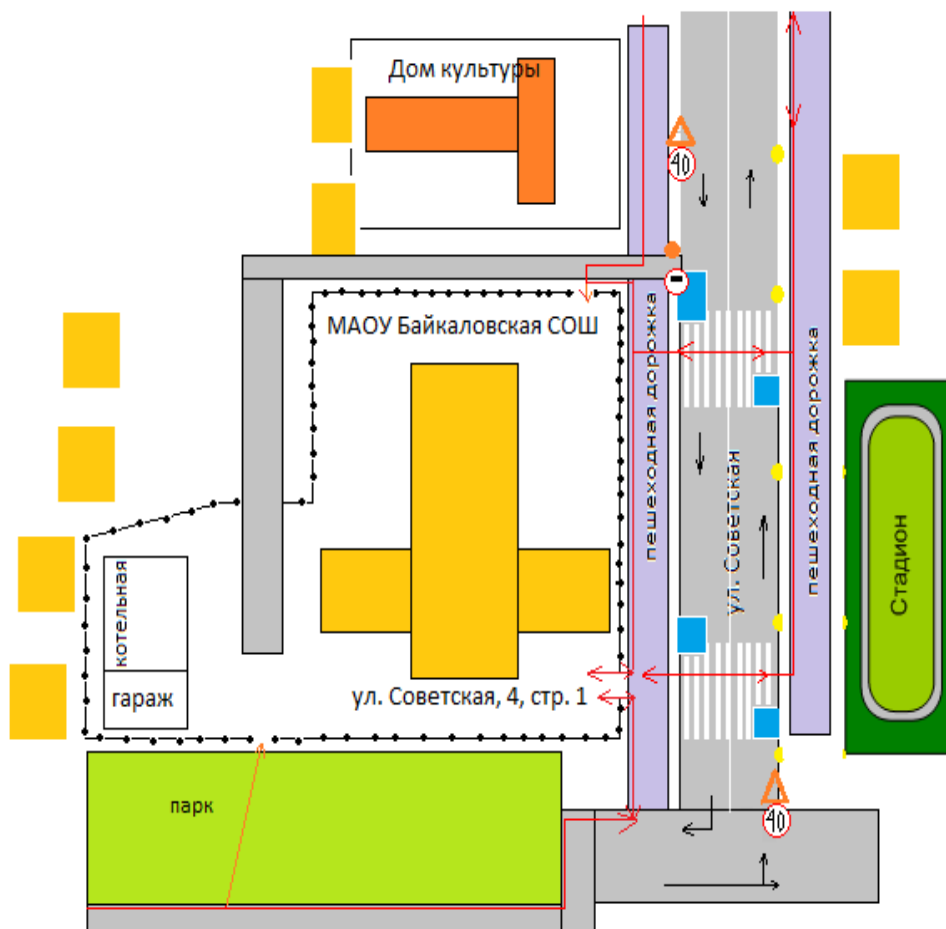 Дом культуры
40
МАОУ Байкаловская СОШ
пешеходная дорожка
пешеходная дорожка
ул. Советская
Стадион
котельная
гараж
ул. Советская, 4, стр. 1
парк
40